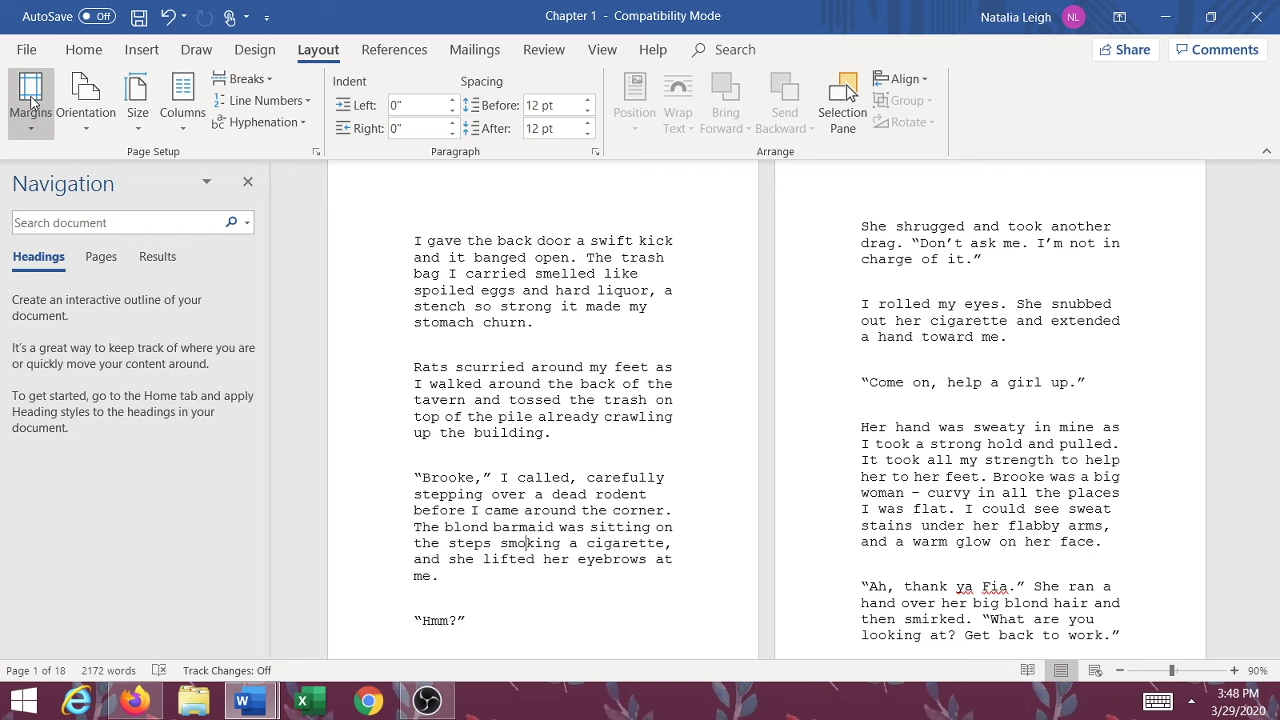 AutoSave Off
Chapter 1 - Compatibility Mode
Natalia Leigh NL
File Home Insert Draw Design Layout References Mailings Review View Help Search
Share Comments
Margins
Orientation
Size
Columns
Breaks
Line Numbers
Hyphenation
Page Setup
Indent
Left: 0"
Right: 0"
Spacing
Before: 12 pt
After: 12 pt
Paragraph
Position
Wrap Text
Bring Forward
Send Backward
Selection Pane
Align
Group
Rotate
Arrange
Navigation
Search document
Headings Pages Results
Create an interactive outline of your
document.
It's a great way to keep track of where you are
or quickly move your content around.
To get started, go to the Home tab and apply
Heading styles to the headings in your
document.
I gave the back door a swift kick
and it banged open. The trash
bag I carried smelled like
spoiled eggs and hard liquor, a
stench so strong it made my
stomach churn.
Rats scurried around my feet as
I walked around the back of the
tavern and tossed the trash on
top of the pile already crawling
up the building.
“Brooke,” I called, carefully
stepping over a dead rodent
before I came around the corner.
The blond barmaid was sitting on
the steps smoking a cigarette,
and she lifted her eyebrows at
me.
“Hmm?”
She shrugged and took another
drag. “Don’t ask me. I’m not in
charge of it.”
I rolled my eyes. She snubbed
out her cigarette and extended
a hand toward me.
“Come on, help a girl up.”
Her hand was sweaty in mine as
I took a strong hold and pulled.
It took all my strength to help
her to her feet. Brooke was a big
woman – curvy in all the places
I was flat. I could see sweat
stains under her flabby arms,
and a warm glow on her face.
“Ah, thank ya Fia.” She ran a
hand over her big blond hair and
then smirked. “What are you
looking at? Get back to work.”
Page 1 of 18 2172 words Track Changes: Off 90%
3:48 PM
3/29/2020